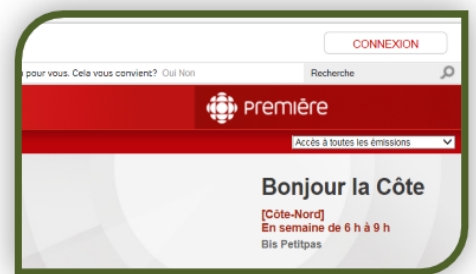 CONNEXION
pour vous. Cela vous convient? Oui Non
Recherche
première
Accès à toutes les émissions
Bonjour la Côte
[Côte-Nord]
En semaine de 6 h à 9 h
Bis Petitpas